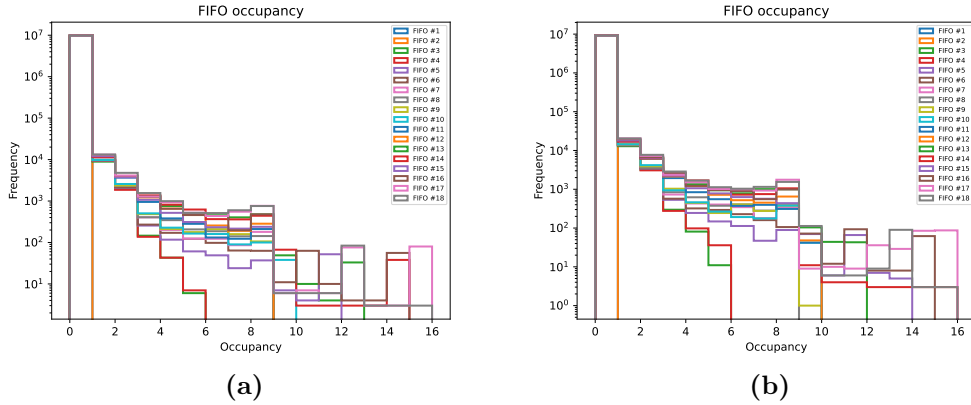 FIFO occupancy
Frequency
10^7
10^6
10^5
10^4
10^3
10^2
10^1
0 2 4 6 8 10 12 14 16
Occupancy
FIFO #1
FIFO #2
FIFO #3
FIFO #4
FIFO #5
FIFO #6
FIFO #7
FIFO #8
FIFO #9
FIFO #10
FIFO #11
FIFO #12
FIFO #13
FIFO #14
FIFO #15
FIFO #16
FIFO #17
FIFO #18
(a)
FIFO occupancy
Frequency
10^7
10^6
10^5
10^4
10^3
10^2
10^1
10^0
0 2 4 6 8 10 12 14 16
Occupancy
FIFO #1
FIFO #2
FIFO #3
FIFO #4
FIFO #5
FIFO #6
FIFO #7
FIFO #8
FIFO #9
FIFO #10
FIFO #11
FIFO #12
FIFO #13
FIFO #14
FIFO #15
FIFO #16
FIFO #17
FIFO #18
(b)